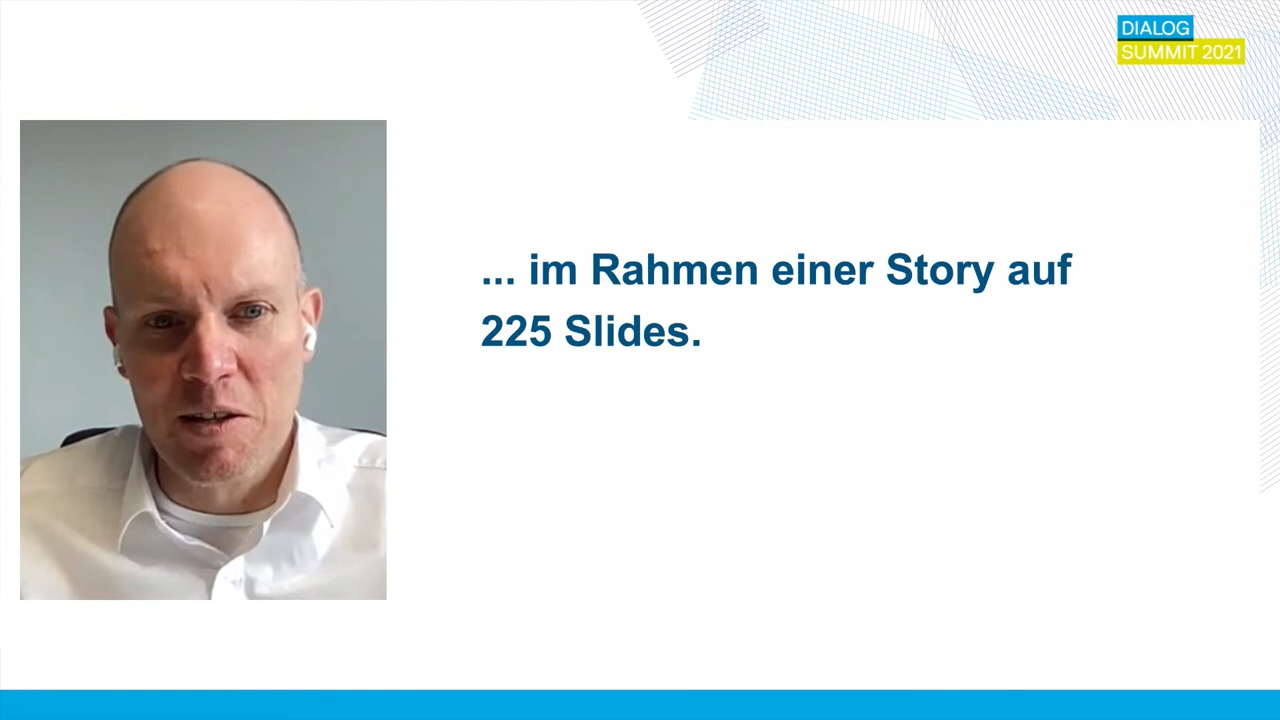 DIALOG
SUMMIT 2021
... im Rahmen einer Story auf
225 Slides.